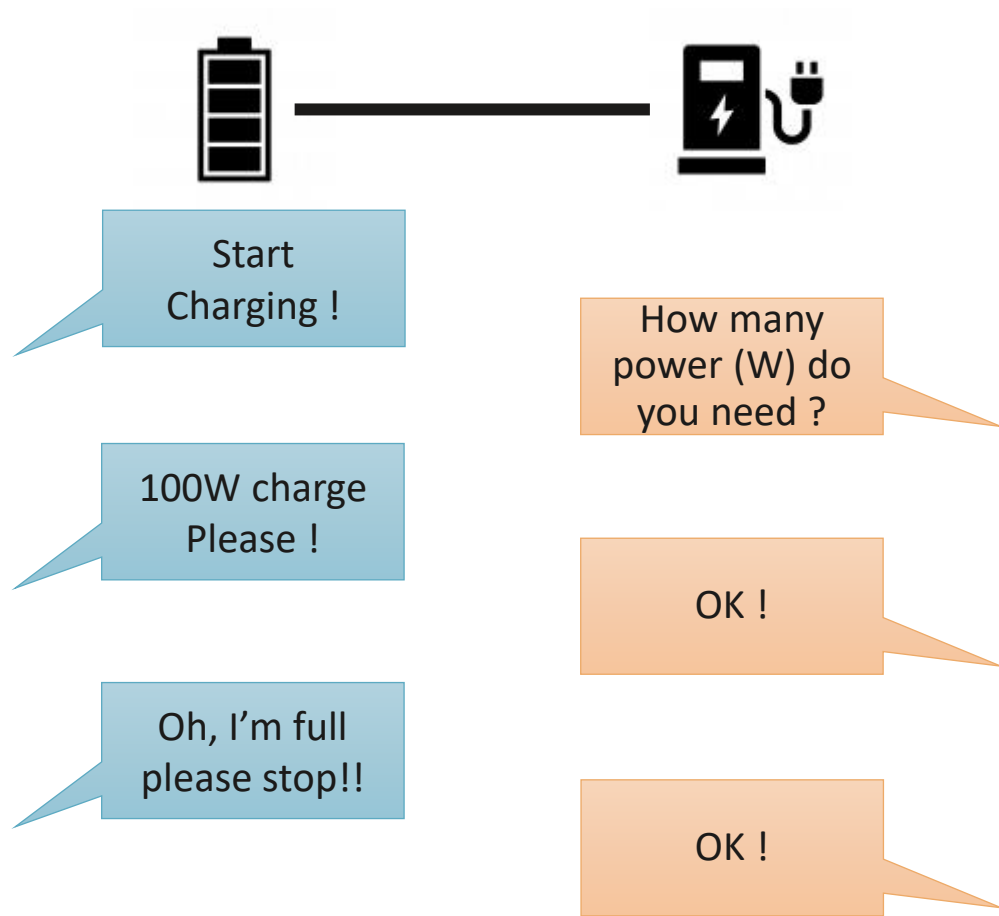 Start
Charging !
How many
power (W) do
you need ?
100W charge
Please !
OK !
Oh, I’m full
please stop!!
OK !